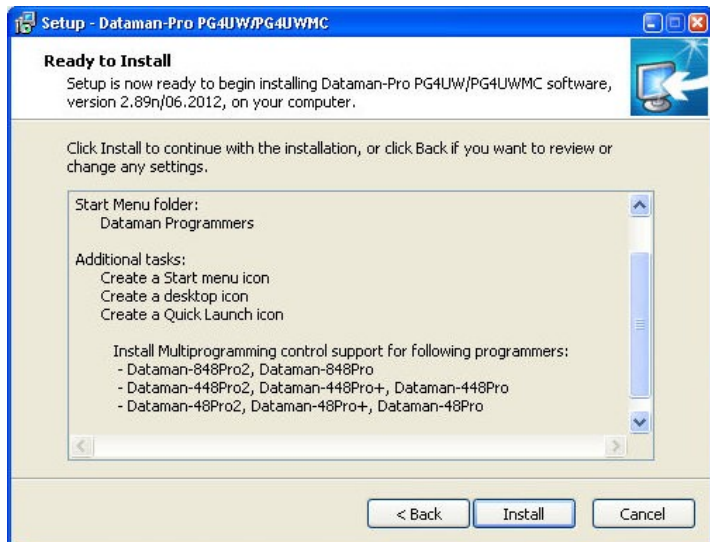 Setup - Dataman-Pro PG4UW/PG4UWMC
Ready to Install
Setup is now ready to begin installing Dataman-Pro PG4UW/PG4UWMC software,
version 2.89n/06.2012, on your computer.
Click Install to continue with the installation, or click Back if you want to review or
change any settings.
Start Menu folder:
Dataman Programmers
Additional tasks:
Create a Start menu icon
Create a desktop icon
Create a Quick Launch icon
Install Multiprogramming control support for following programmers:
- Dataman-848Pro2, Dataman-848Pro
- Dataman-448Pro2, Dataman-448Pro+, Dataman-448Pro
- Dataman-48Pro2, Dataman-48Pro+, Dataman-48Pro
< Back Install Cancel